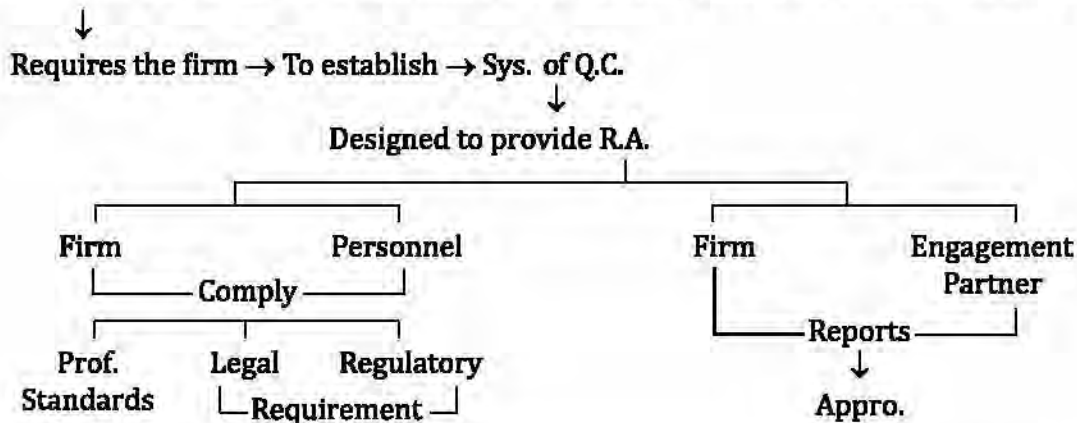 ↓
Requires the firm → To establish → Sys. of Q.C.
↓
Designed to provide R.A.
Firm Personnel Firm Engagement
Partner
Comply Reports
↓
Prof. Legal Regulatory
Standards Requirement Appro.